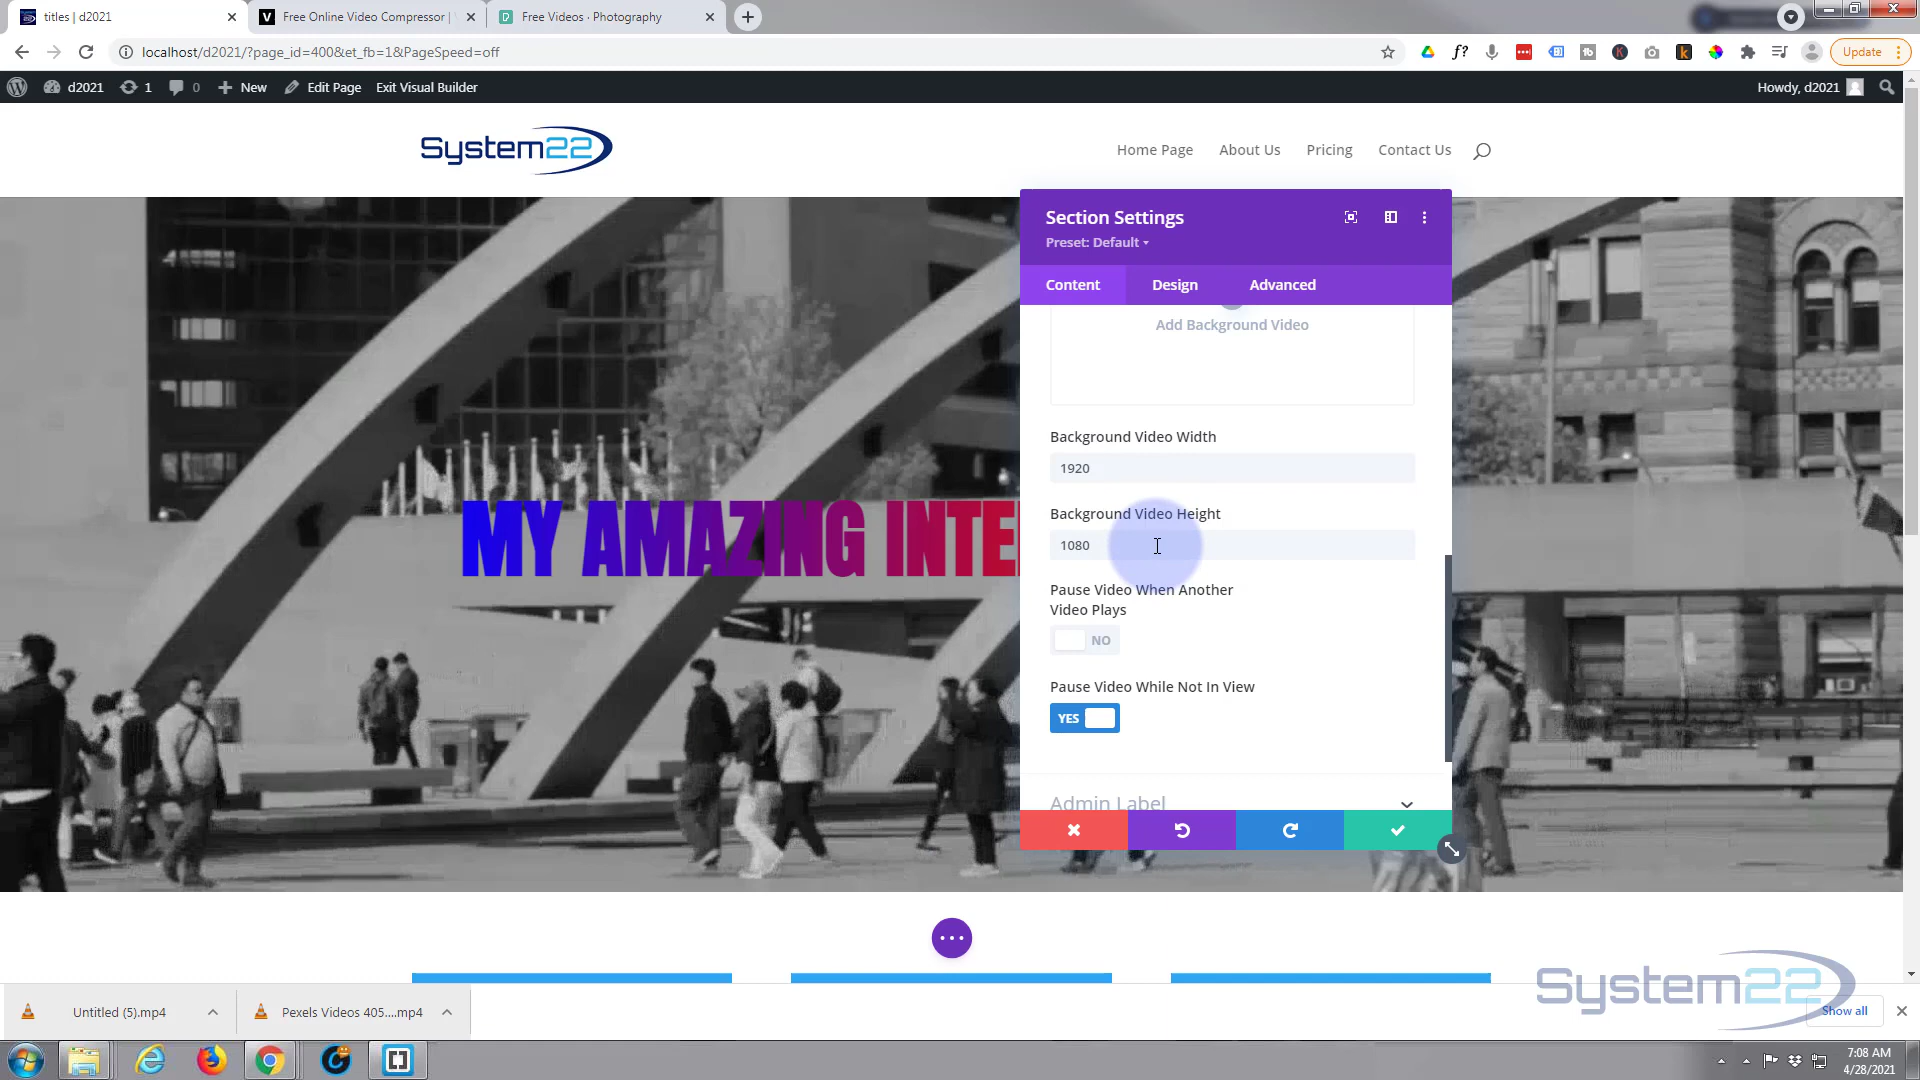 titles | d2021
Free Online Video Compressor |
Free Videos · Photography
localhost/d2021/?page_id=400&et_fb=1&PageSpeed=off
Update
d2021
1
0
New
Edit Page
Exit Visual Builder
Howdy, d2021
System22
Home Page
About Us
Pricing
Contact Us
Section Settings
Preset: Default
Content
Design
Advanced
Add Background Video
Background Video Width
1920
Background Video Height
1080
Pause Video When Another
Video Plays
NO
Pause Video While Not In View
YES
Admin Label
MY AMAZING INTE
System22
Untitled (5).mp4
Pexels Videos 405....mp4
Show all
7:08 AM
4/28/2021